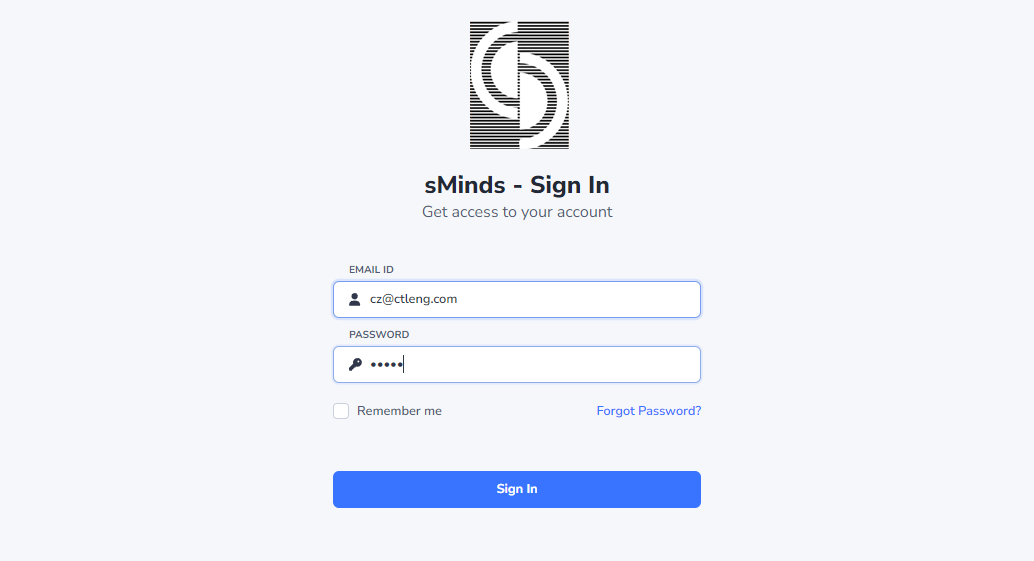 sMinds - Sign In
Get access to your account
EMAIL ID
cz@ctleng.com
PASSWORD
•••••
Remember me
Forgot Password?
Sign In